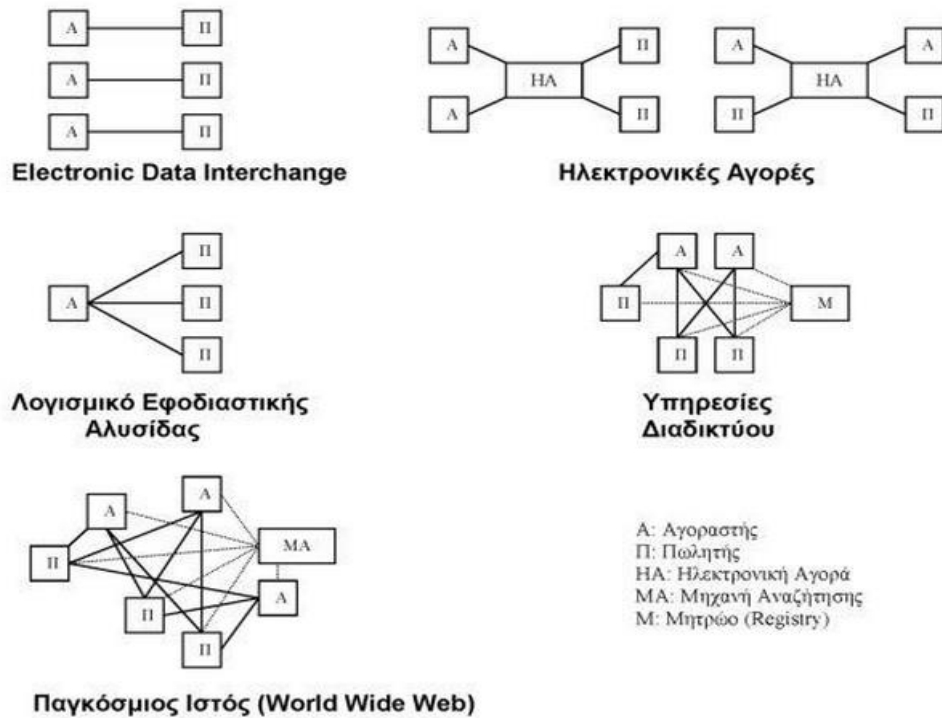 Α Π
Α Π
Α Π
Electronic Data Interchange
Α Π Α Α
ΗΑ ΗΑ
Α Π Π Π
Ηλεκτρονικές Αγορές
Π
Α Π
Π
Λογισμικό Εφοδιαστικής
Αλυσίδας
Α Α
Π Μ
Π Π
Υπηρεσίες
Διαδικτύου
Α
Α
ΜΑ
Π
Α
Π
Π
Παγκόσμιος Ιστός (World Wide Web)
Α: Αγοραστής
Π: Πωλητής
ΗΑ: Ηλεκτρονική Αγορά
ΜΑ: Μηχανή Αναζήτησης
Μ: Μητρώο (Registry)